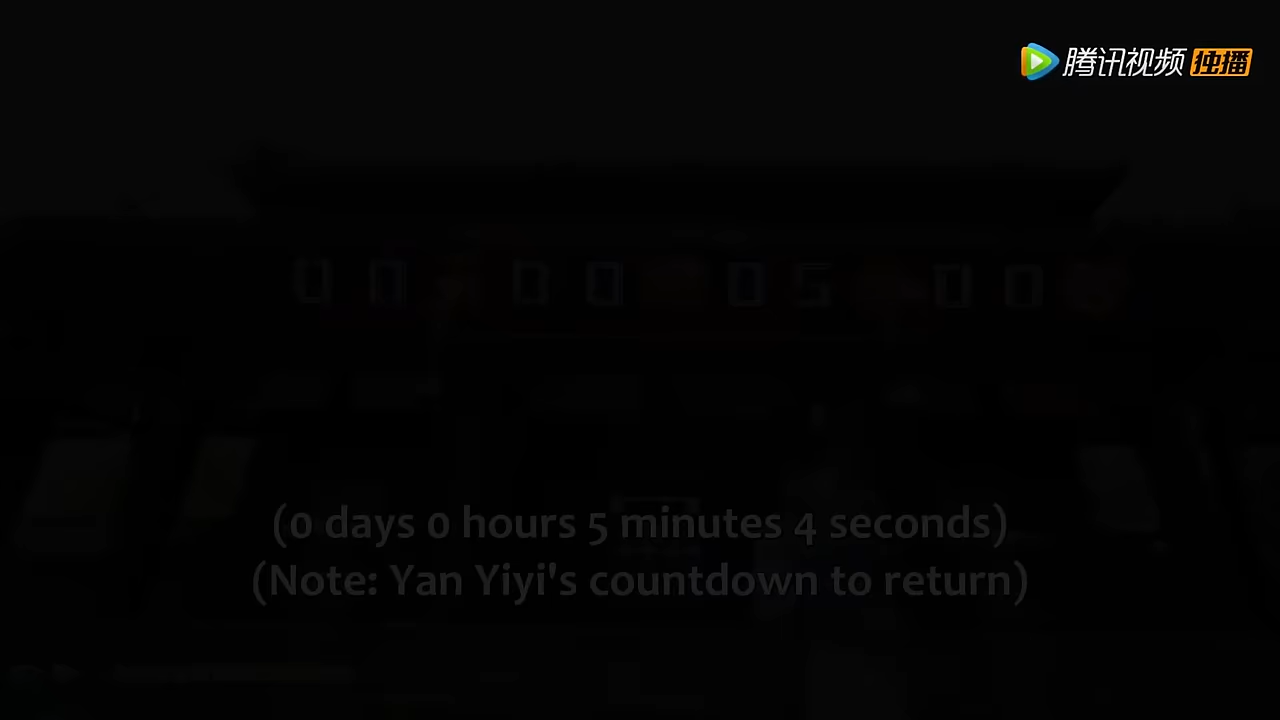 腾讯视频 独播
00 00 05 00
(0 days 0 hours 5 minutes 4 seconds)
(Note: Yan Yiyi's countdown to return)